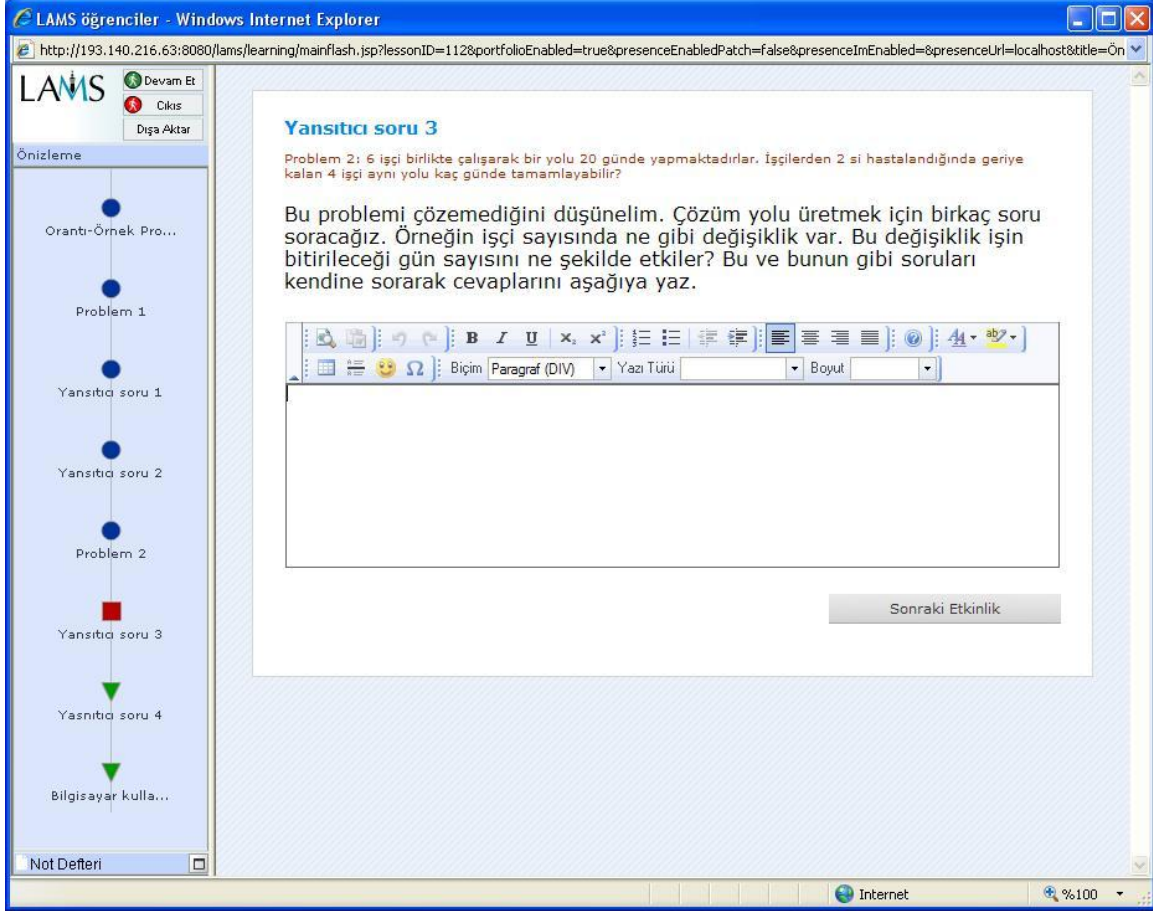 LAMS öğrenciler - Windows Internet Explorer
http://193.140.216.63:8080/lams/learning/mainflash.jsp?lessonID=112&portfolioEnabled=true&presenceEnabledPatch=false&presenceImEnabled=&presenceUrl=localhost&title=Ön
LAMS
Devam Et
Cıkıs
Dışa Aktar
Önizleme
Orantı-Örnek Pro...
Problem 1
Yansıtıcı soru 1
Yansıtıcı soru 2
Problem 2
Yansıtıcı soru 3
Yasnıtıcı soru 4
Bilgisayar kulla...
Not Defteri
Yansıtıcı soru 3
Problem 2: 6 işçi birlikte çalışarak bir yolu 20 günde yapmaktadırlar. İşçilerden 2 si hastalandığında geriye
kalan 4 işçi aynı yolu kaç günde tamamlayabilir?
Bu problemi çözemediğini düşünelim. Çözüm yolu üretmek için birkaç soru
soracağız. Örneğin işçi sayısında ne gibi değişiklik var. Bu değişiklik işin
bitirileceği gün sayısını ne şekilde etkiler? Bu ve bunun gibi soruları
kendine sorarak cevaplarını aşağıya yaz.
B I U x₂ x²
Biçim Paragraf (DIV) Yazı Türü Boyut
Sonraki Etkinlik
Internet %100